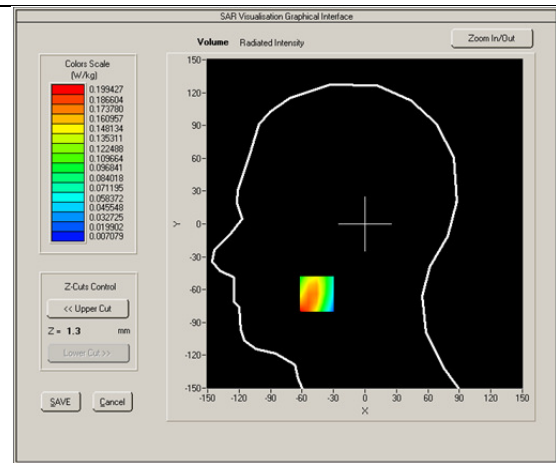 SAR Visualisation Graphical Interface
Volume Radiated Intensity
Zoom In/Out
Colors Scale
(W/kg)
0.199427
0.186604
0.173780
0.160957
0.148134
0.135311
0.122488
0.109664
0.096841
0.084018
0.071195
0.058372
0.045548
0.032725
0.019902
0.007079
Z-Cuts Control
<< Upper Cut
Z = 1.3 mm
Lower Cut >>
SAVE Cancel
150
120
90
60
30
Y 0
-30
-60
-90
-120
-150
-150 -120 -90 -60 -30 0 30 60 90 120 150
X